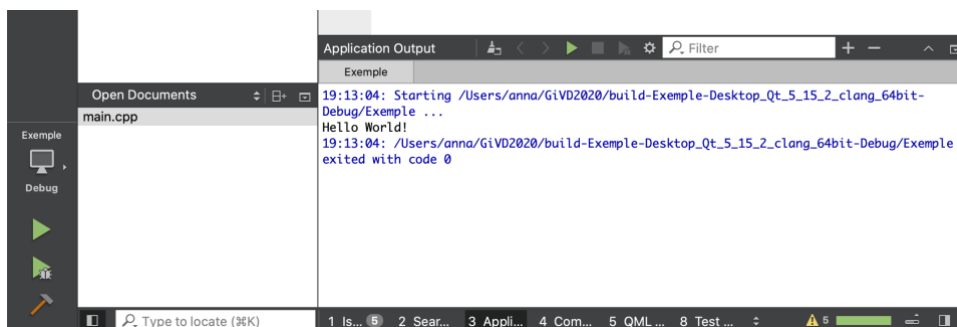 Application Output
Filter
Exemple
Open Documents
main.cpp
19:13:04: Starting /Users/anna/GiVD2020/build-Exemple-Desktop_Qt_5_15_2_clang_64bit-
Debug/Exemple ...
Hello World!
19:13:04: /Users/anna/GiVD2020/build-Exemple-Desktop_Qt_5_15_2_clang_64bit-Debug/Exemple
exited with code 0
Exemple
Debug
Type to locate (⌘K)
1 Is... 5 2 Sear... 3 Appli... 4 Com... 5 QML ... 8 Test ... 5